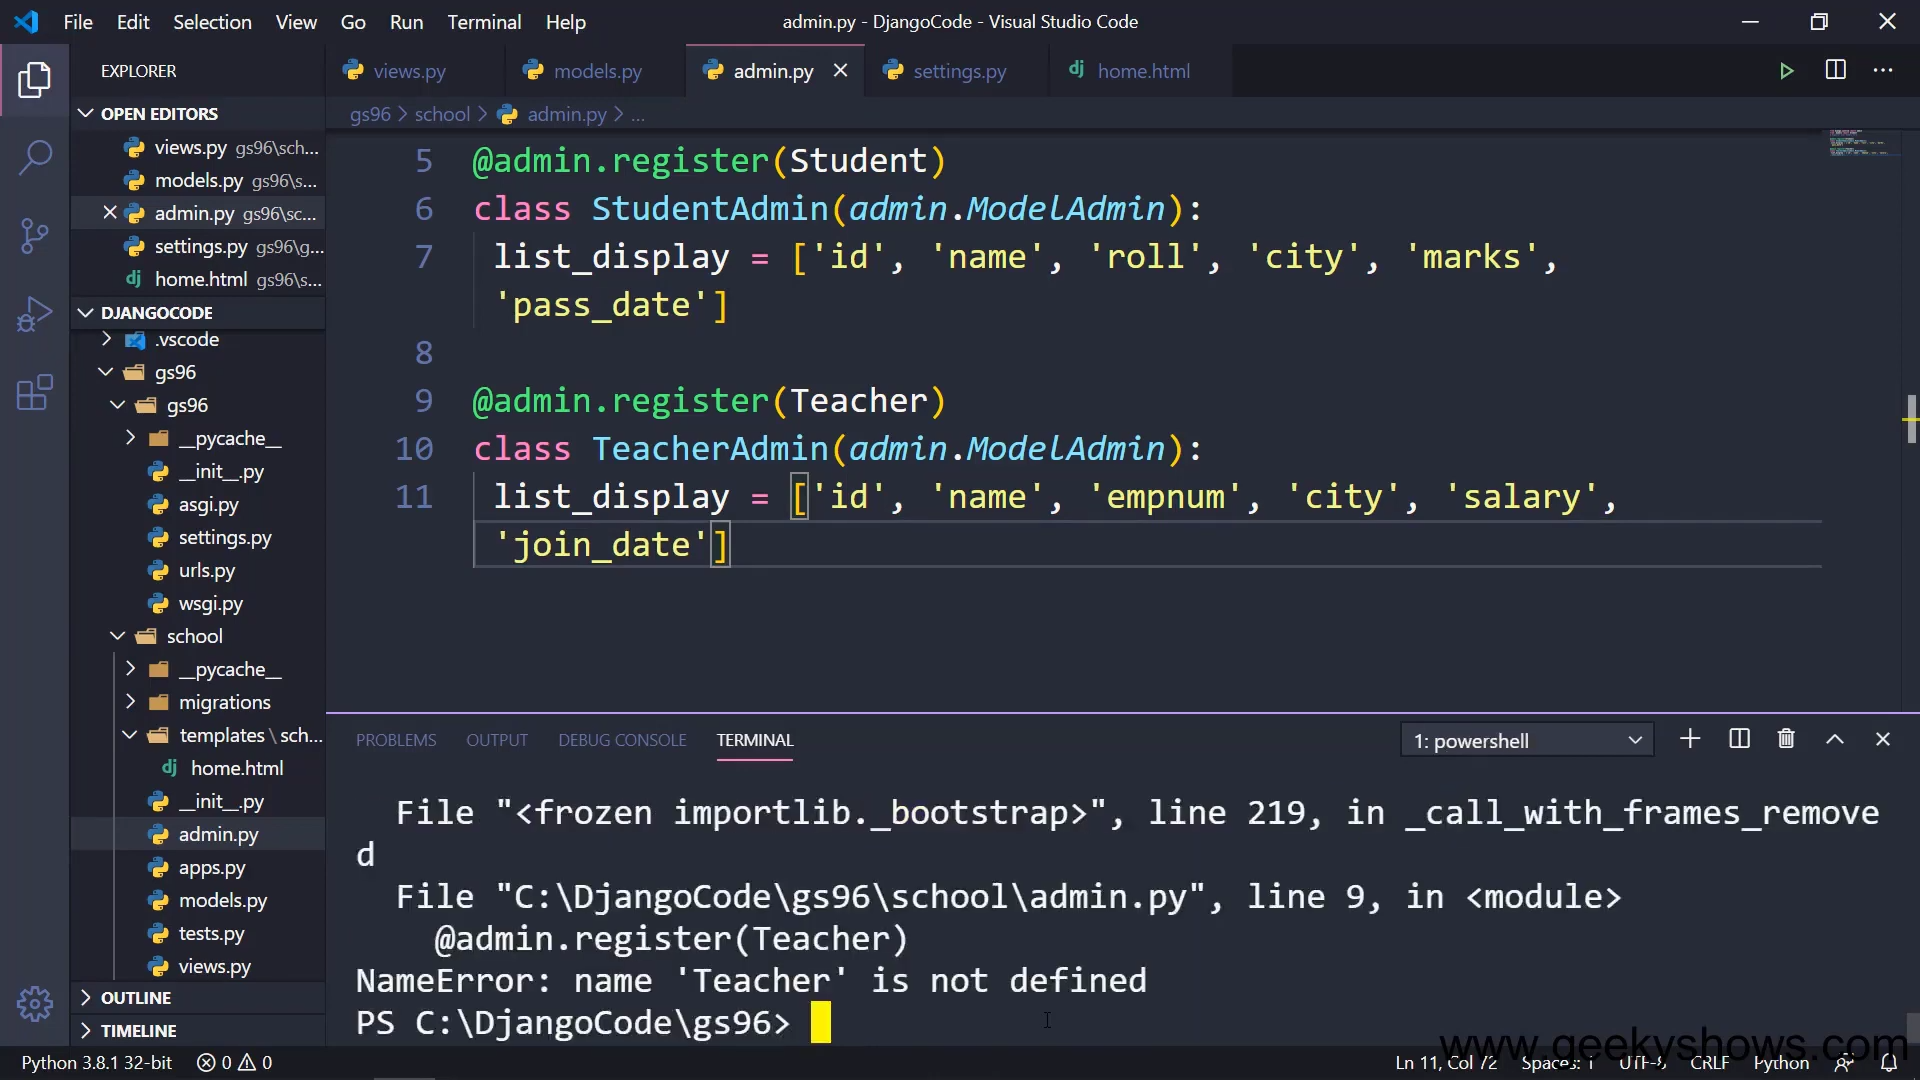 File Edit Selection View Go Run Terminal Help
admin.py - DjangoCode - Visual Studio Code
EXPLORER
OPEN EDITORS
views.py gs96\sch...
models.py gs96\s...
admin.py gs96\sc...
settings.py gs96\g...
home.html gs96\s...
DJANGOCODE
.vscode
gs96
gs96
__pycache__
__init__.py
asgi.py
settings.py
urls.py
wsgi.py
school
__pycache__
migrations
templates \ sch...
home.html
__init__.py
admin.py
apps.py
models.py
tests.py
views.py
OUTLINE
TIMELINE
views.py models.py admin.py settings.py home.html
gs96 > school > admin.py > ...
5 @admin.register(Student)
6 class StudentAdmin(admin.ModelAdmin):
7 list_display = ['id', 'name', 'roll', 'city', 'marks',
'pass_date']
8
9 @admin.register(Teacher)
10 class TeacherAdmin(admin.ModelAdmin):
11 list_display = ['id', 'name', 'empnum', 'city', 'salary',
'join_date']
PROBLEMS OUTPUT DEBUG CONSOLE TERMINAL
1: powershell
File "<frozen importlib._bootstrap>", line 219, in _call_with_frames_remove
d
File "C:\DjangoCode\gs96\school\admin.py", line 9, in <module>
@admin.register(Teacher)
NameError: name 'Teacher' is not defined
PS C:\DjangoCode\gs96>
www.geekyshows.com
Python 3.8.1 32-bit 0 0
Ln 11, Col 72 Spaces: 1 UTF-8 CRLF Python